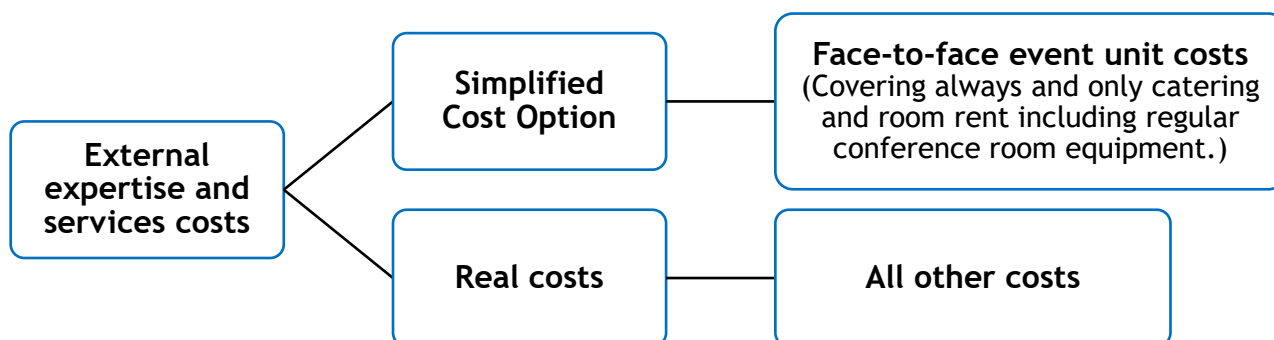 External
expertise and
services costs
Simplified
Cost Option
Face-to-face event unit costs
(Covering always and only catering
and room rent including regular
conference room equipment.)
Real costs
All other costs